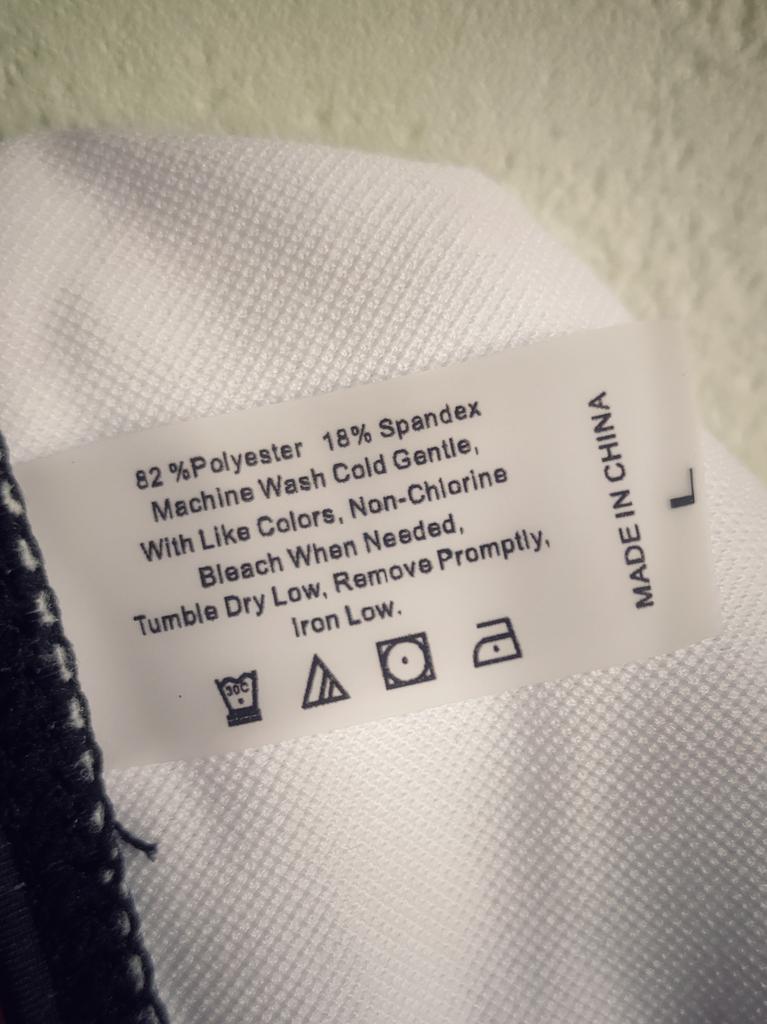 82 %Polyester 18% Spandex
Machine Wash Cold Gentle,
With Like Colors, Non-Chlorine
Bleach When Needed,
Tumble Dry Low, Remove Promptly,
Iron Low.
30C
MADE IN CHINA
L